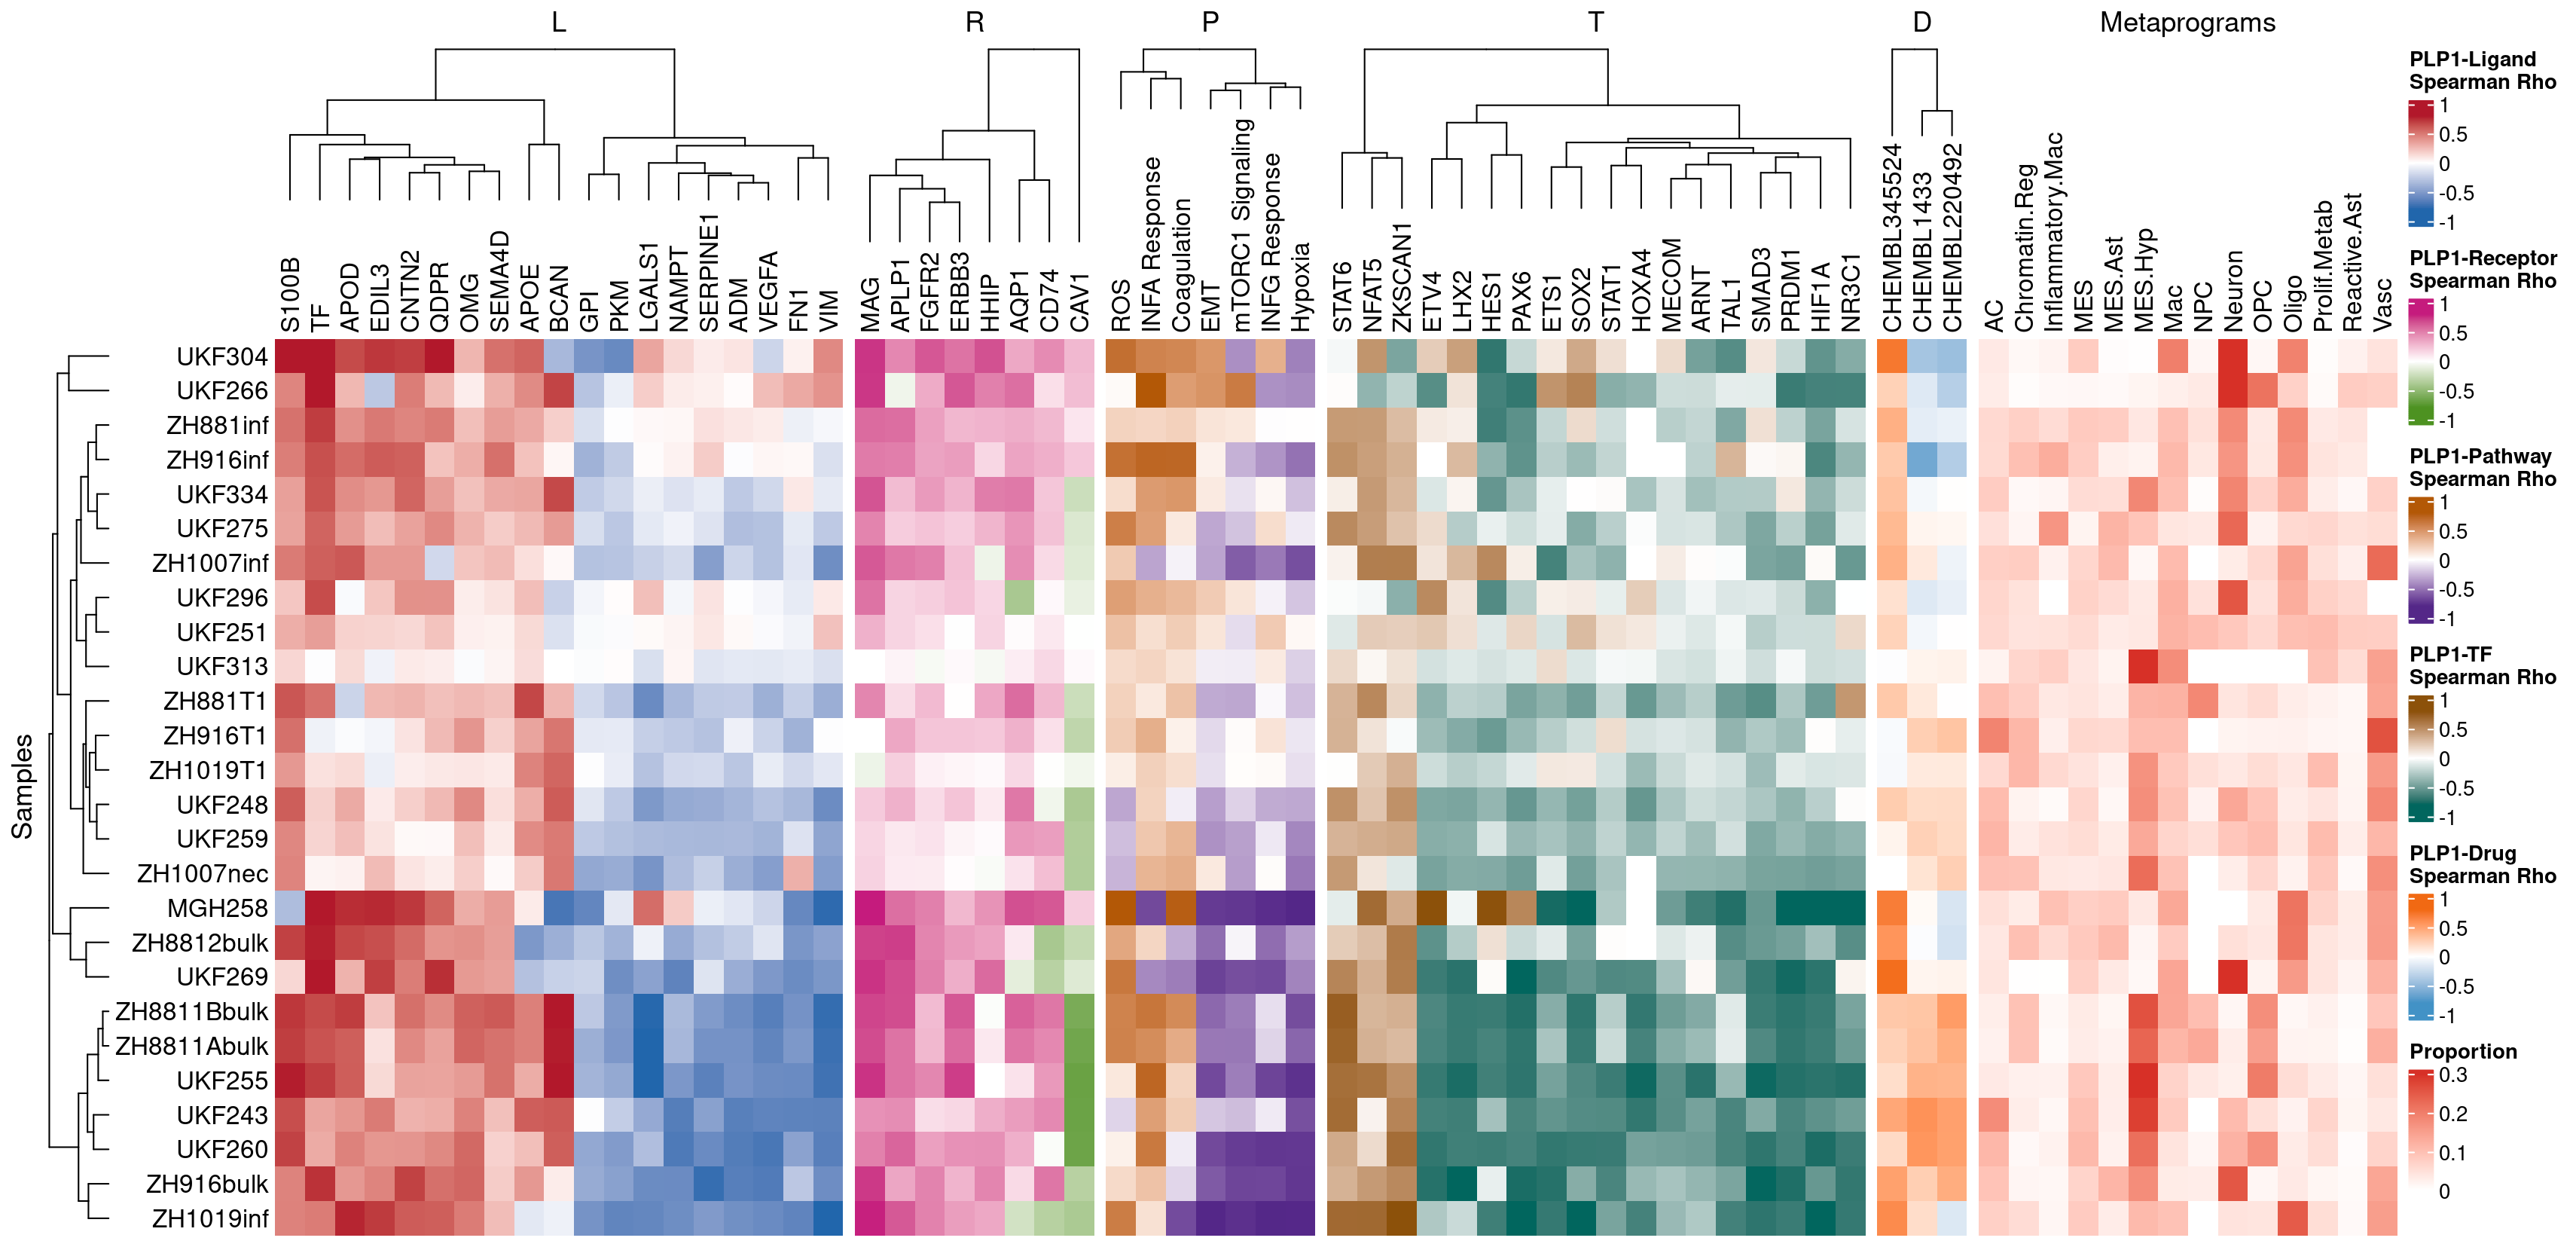 L
R
P
T
D
Metaprograms
S100B
TF
APOD
EDIL3
CNTN2
QDPR
OMG
SEMA4D
APOE
BCAN
GPI
PKM
LGALS1
NAMPT
SERPINE1
ADM
VEGFA
FN1
VIM
MAG
APLP1
FGFR2
ERBB3
HHIP
AQP1
CD74
CAV1
ROS
INFA Response
Coagulation
EMT
mTORC1 Signaling
INFG Response
Hypoxia
STAT6
NFAT5
ZKSCAN1
ETV4
LHX2
HES1
PAX6
ETS1
SOX2
STAT1
HOXA4
MECOM
ARNT
TAL1
SMAD3
PRDM1
HIF1A
NR3C1
CHEMBL345524
CHEMBL1433
CHEMBL220492
AC
Chromatin.Reg
Inflammatory.Mac
MES
MES.Ast
MES.Hyp
Mac
NPC
Neuron
OPC
Oligo
Prolif.Metab
Reactive.Ast
Vasc
Samples
UKF304
UKF266
ZH881inf
ZH916inf
UKF334
UKF275
ZH1007inf
UKF296
UKF251
UKF313
ZH881T1
ZH916T1
ZH1019T1
UKF248
UKF259
ZH1007nec
MGH258
ZH8812bulk
UKF269
ZH8811Bbulk
ZH8811Abulk
UKF255
UKF243
UKF260
ZH916bulk
ZH1019inf
PLP1-Ligand
Spearman Rho
1
0.5
0
-0.5
-1
PLP1-Receptor
Spearman Rho
1
0.5
0
-0.5
-1
PLP1-Pathway
Spearman Rho
1
0.5
0
-0.5
-1
PLP1-TF
Spearman Rho
1
0.5
0
-0.5
-1
PLP1-Drug
Spearman Rho
1
0.5
0
-0.5
-1
Proportion
0.3
0.2
0.1
0